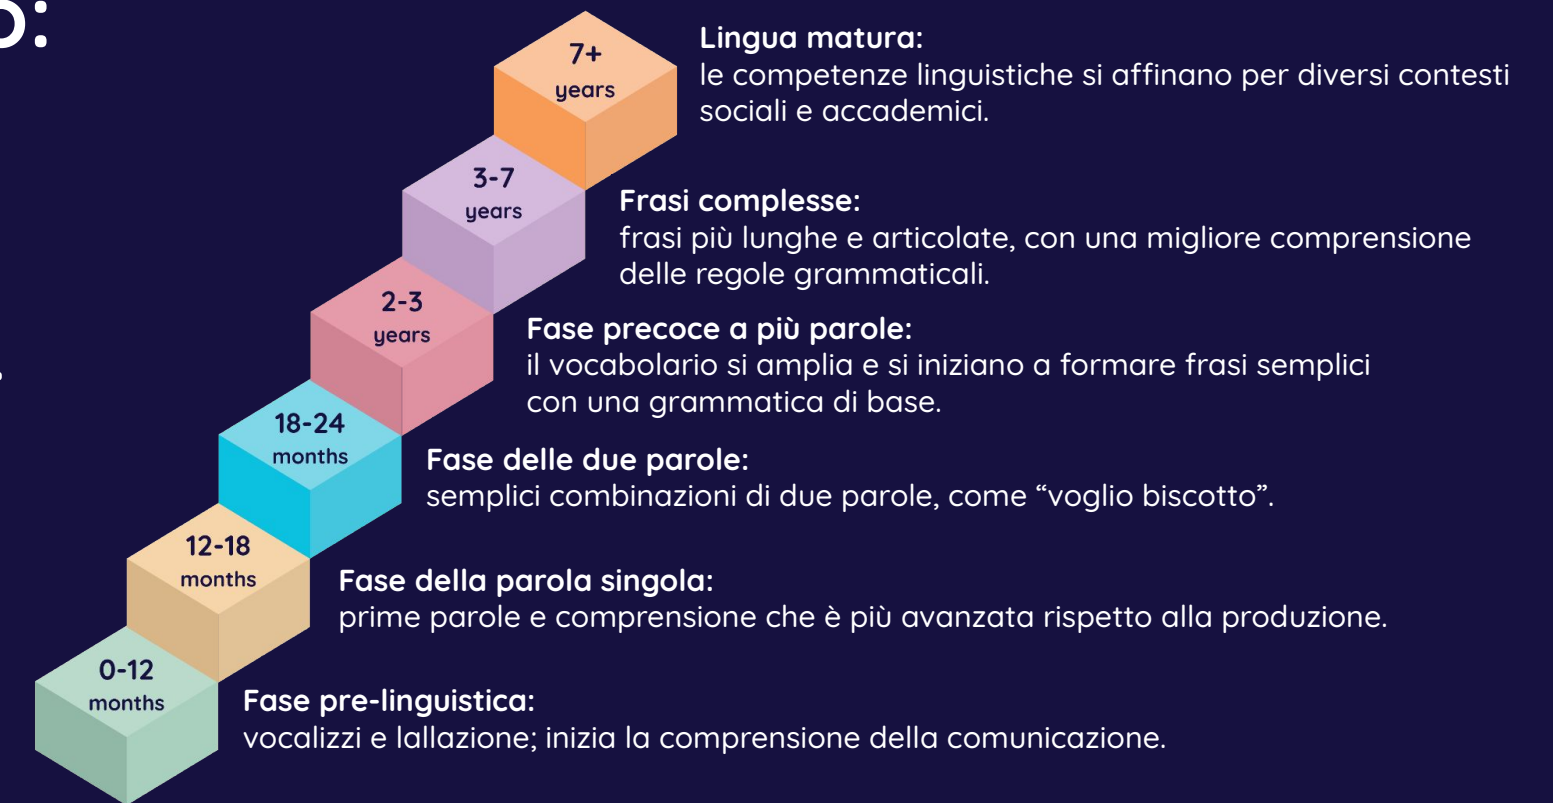 o:
7+
years
Lingua matura:
le competenze linguistiche si affinano per diversi contesti
sociali e accademici.
3-7
years
Frasi complesse:
frasi più lunghe e articolate, con una migliore comprensione
delle regole grammaticali.
2-3
years
Fase precoce a più parole:
il vocabolario si amplia e si iniziano a formare frasi semplici
con una grammatica di base.
18-24
months
Fase delle due parole:
semplici combinazioni di due parole, come “voglio biscotto”.
12-18
months
Fase della parola singola:
prime parole e comprensione che è più avanzata rispetto alla produzione.
0-12
months
Fase pre-linguistica:
vocalizzi e lallazione; inizia la comprensione della comunicazione.